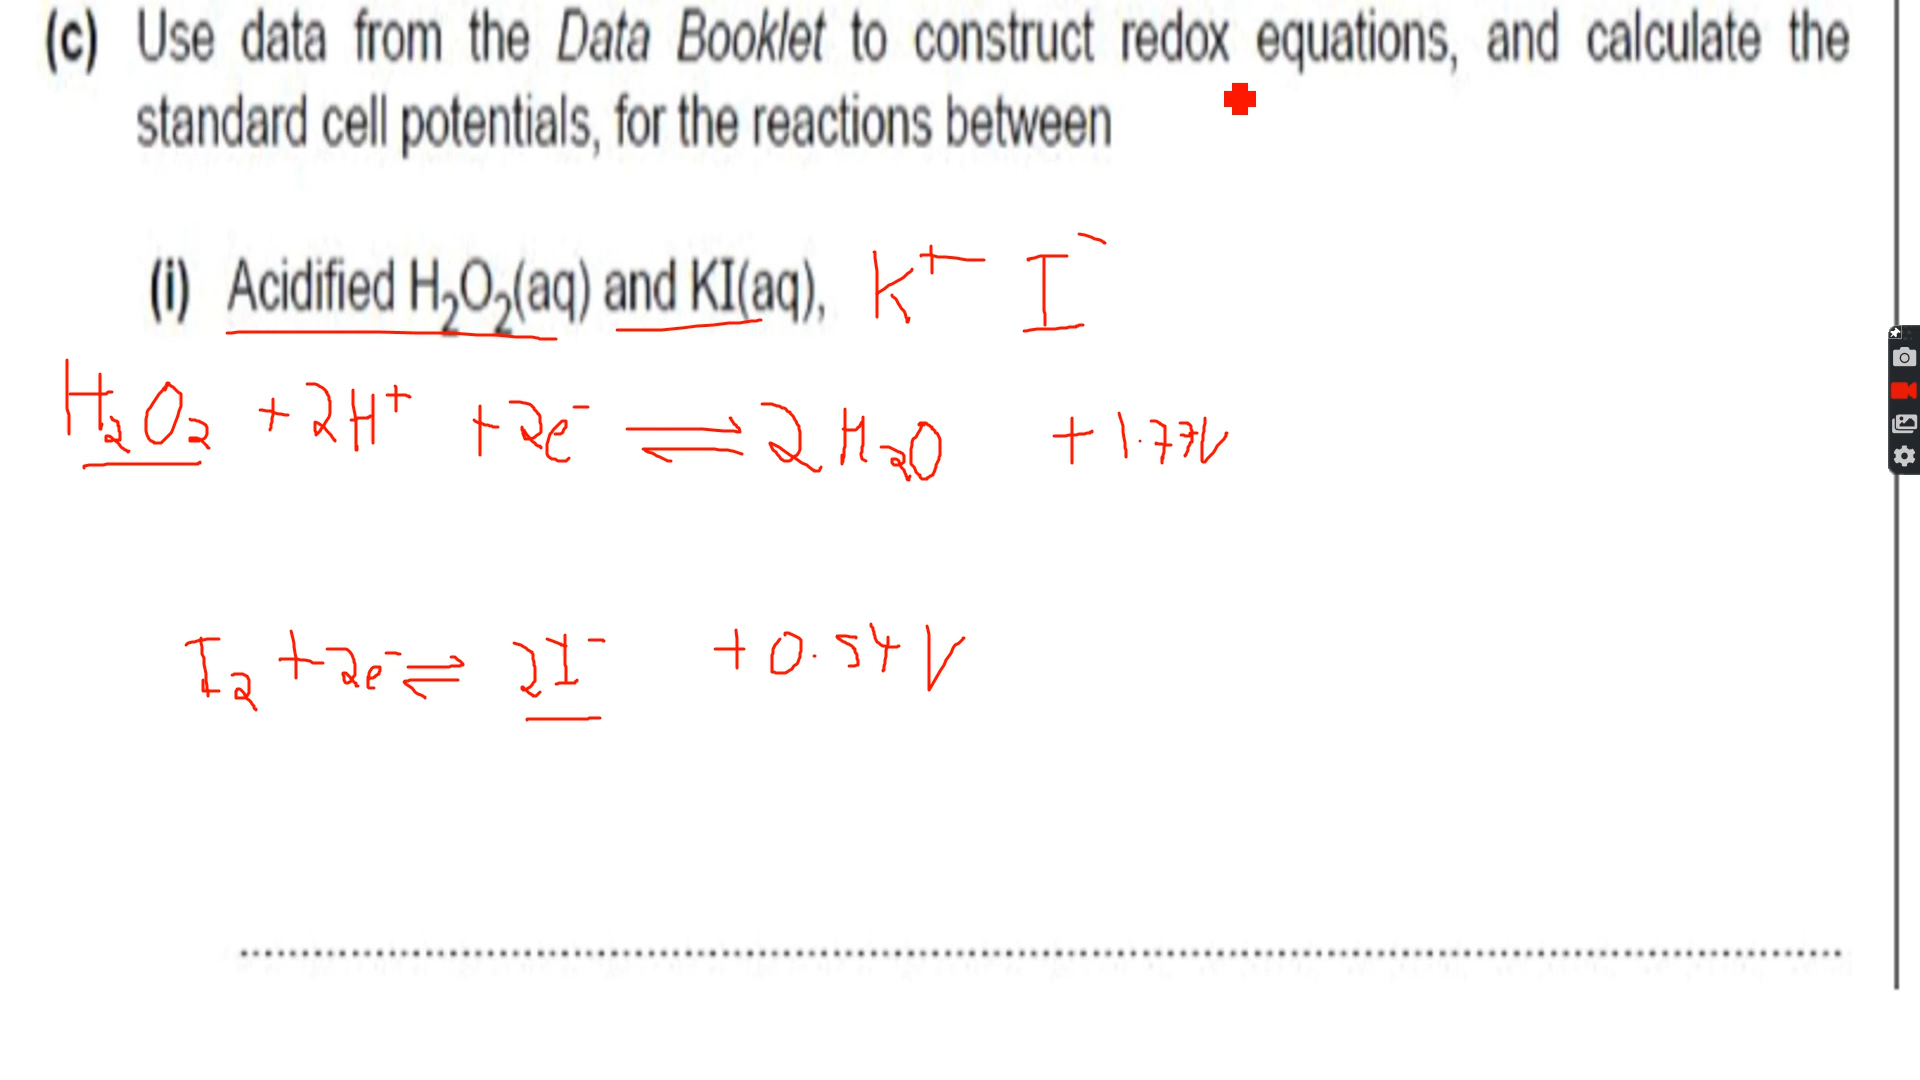 (c) Use data from the Data Booklet to construct redox equations, and calculate the
standard cell potentials, for the reactions between
(i) Acidified H₂O₂(aq) and KI(aq), K⁺ I⁻
H₂O₂ +2H⁺ +2e⁻ ⇌ 2H₂O +1.77V
I₂ +2e⁻ ⇌ 2I⁻ +0.54V